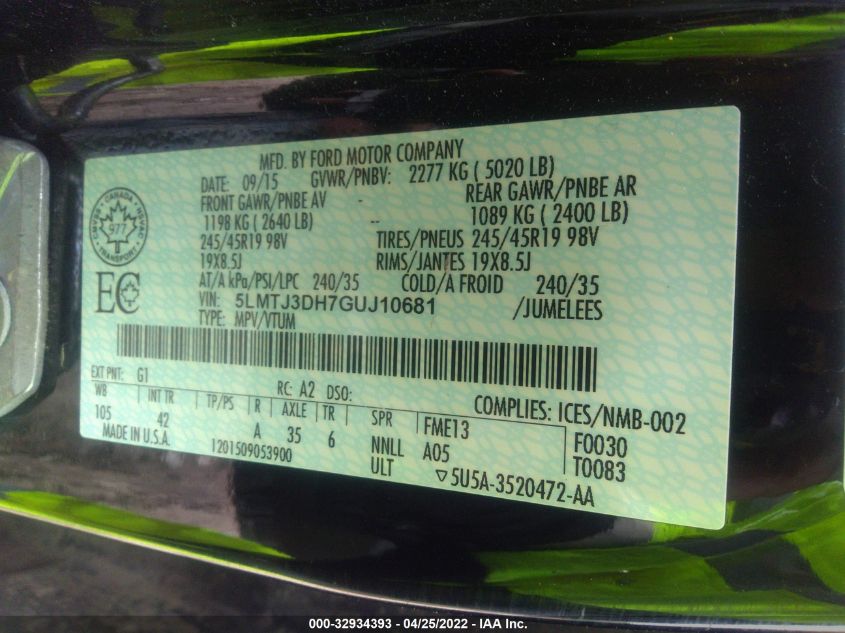 MFD. BY FORD MOTOR COMPANY
DATE: 09/15 GVWR/PNBV: 2277 KG ( 5020 LB)
FRONT GAWR/PNBE AV REAR GAWR/PNBE AR
1198 KG ( 2640 LB) -- 1089 KG ( 2400 LB)
245/45R19 98V TIRES/PNEUS 245/45R19 98V
19X8.5J RIMS/JANTES 19X8.5J
AT/A kPa/PSI/LPC 240/35 COLD/A FROID 240/35
VIN: 5LMTJ3DH7GUJ10681 /JUMELEES
TYPE: MPV/VTUM
CANADA
CMVSS NSVAC
977
TRANSPORT
EC
EXT PNT: G1 RC: A2 DSO:
COMPLIES: ICES/NMB-002
WB INT TR TP/PS R AXLE TR SPR FME13 F0030
105 42 A 35 6 NNLL A05 T0083
MADE IN U.S.A. 1201509053900 ULT ▽5U5A-3520472-AA
000-32934393 - 04/25/2022 - IAA Inc.